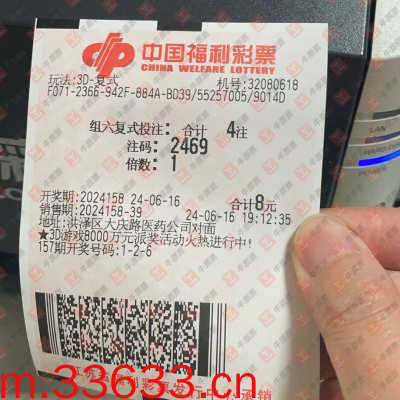 中国福利彩票
CHINA WELFARE LOTTERY
玩法:3D-复式 机号:32080618
F071-2366-942F-884A-BD39/55257005/9014D
组六复式投注: 合计 4注
注码: 2469
倍数: 1
开奖期:2024158 24-06-16 合计8元
销售期:2024158-39 24-06-16 19:12:35
地址:洪泽区大庆路医药公司对面
★3D游戏8000万元派奖活动火热进行中!
157期开奖号码:1-2-6
LAN
m.33633.cn